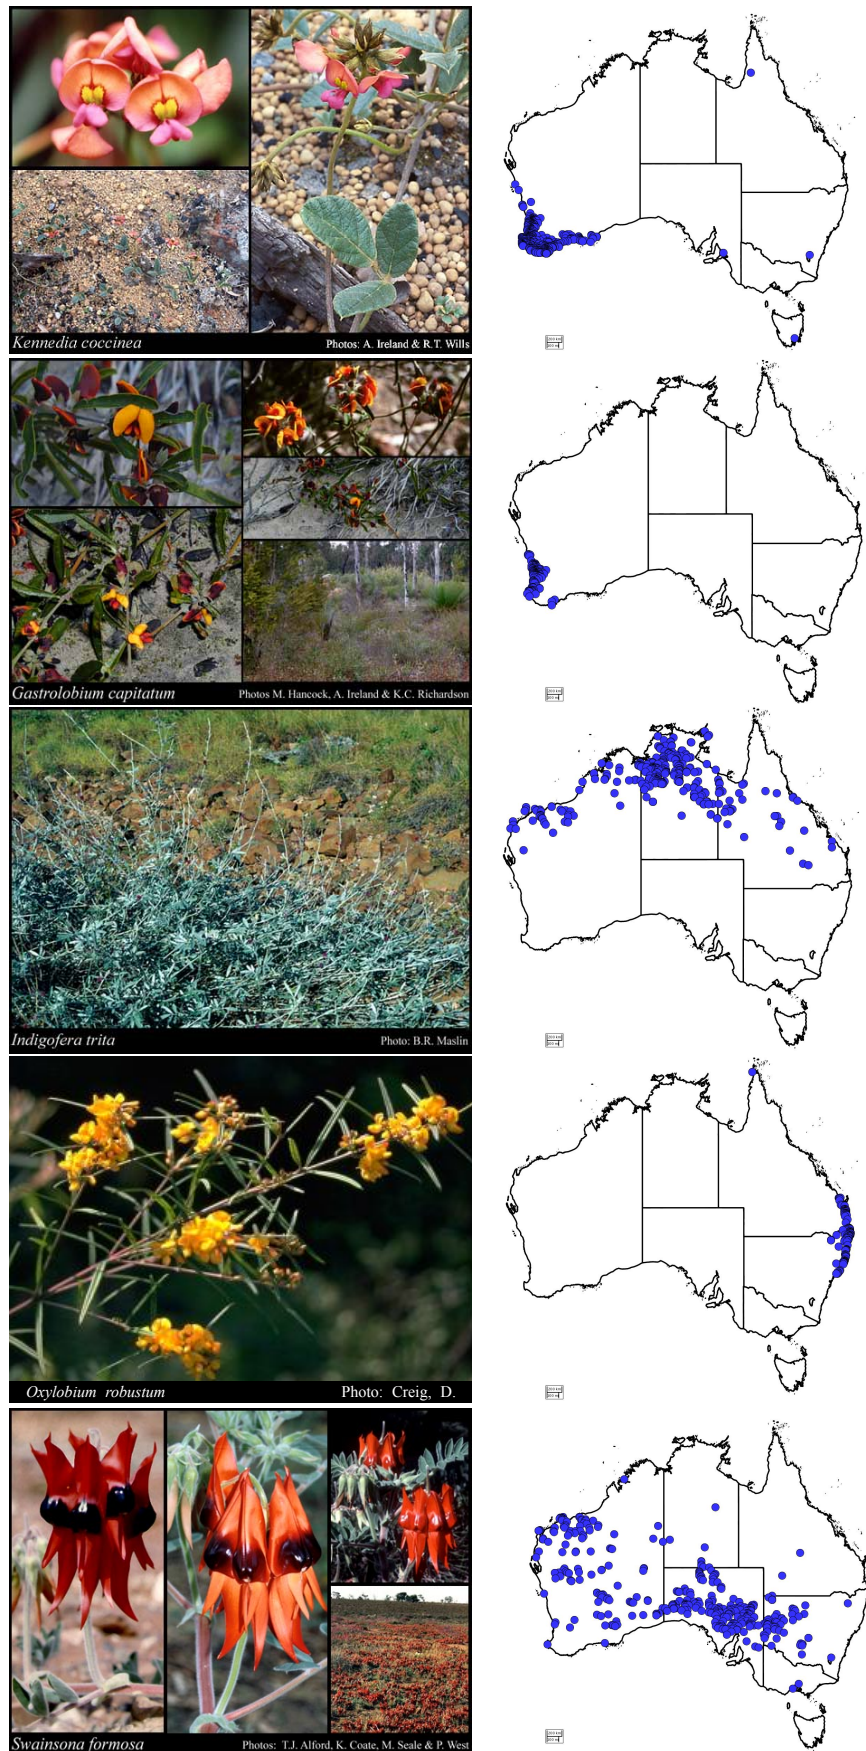 Kennedia coccinea
Photos: A. Ireland & R.T. Wills
Gastrolobium capitatum
Photos M. Hancock, A. Ireland & K.C. Richardson
Indigofera trita
Photo: B.R. Maslin
Oxylobium robustum
Photo: Creig, D.
Swainsona formosa
Photos: T.J. Alford, K. Coate, M. Seale & P. West